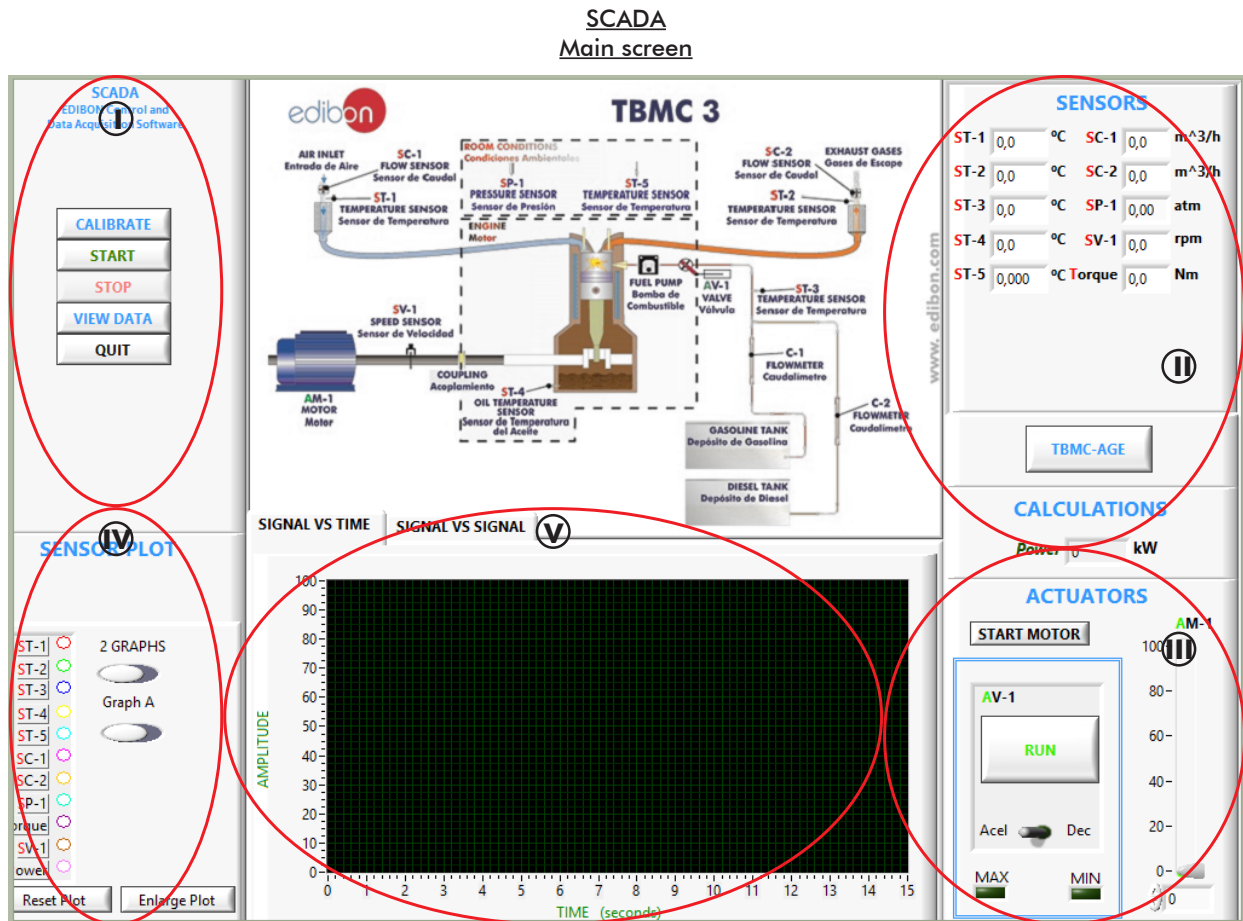 SCADA
Main screen
SCADA
EDIBON Control and
Data Acquisition Software
I
CALIBRATE
START
STOP
VIEW DATA
QUIT
edibon
TBMC 3
AIR INLET
Entrada de Aire
SC-1
FLOW SENSOR
Sensor de Caudal
ST-1
TEMPERATURE SENSOR
Sensor de Temperatura
ROOM CONDITIONS
Condiciones Ambientales
SP-1
PRESSURE SENSOR
Sensor de Presión
ST-5
TEMPERATURE SENSOR
Sensor de Temperatura
SC-2
FLOW SENSOR
Sensor de Caudal
EXHAUST GASES
Gases de Escape
ST-2
TEMPERATURE SENSOR
Sensor de Temperatura
ENGINE
Motor
FUEL PUMP
Bomba de
Combustible
AV-1
VALVE
Válvula
ST-3
TEMPERATURE SENSOR
Sensor de Temperatura
SV-1
SPEED SENSOR
Sensor de Velocidad
COUPLING
Acoplamiento
AM-1
MOTOR
Motor
ST-4
OIL TEMPERATURE
SENSOR
Sensor de Temperatura
del Aceite
C-1
FLOWMETER
Caudalímetro
C-2
FLOWMETER
Caudalímetro
GASOLINE TANK
Depósito de Gasolina
DIESEL TANK
Depósito de Diesel
www. edibon.com
SENSORS
ST-1 0,0 ºC SC-1 0,0 m^3/h
ST-2 0,0 ºC SC-2 0,0 m^3/h
ST-3 0,0 ºC SP-1 0,00 atm
ST-4 0,0 ºC SV-1 0,0 rpm
ST-5 0,000 ºC Torque 0,0 Nm
II
TBMC-AGE
CALCULATIONS
Power 0 kW
IV
SENSOR PLOT
ST-1
ST-2
ST-3
ST-4
ST-5
SC-1
SC-2
SP-1
orque
SV-1
ower
2 GRAPHS
Graph A
Reset Plot
Enlarge Plot
SIGNAL VS TIME
SIGNAL VS SIGNAL
V
AMPLITUDE
100
90
80
70
60
50
40
30
20
10
0
0 1 2 3 4 5 6 7 8 9 10 11 12 13 14 15
TIME (seconds)
ACTUATORS
START MOTOR
AM-1
III
100
80
60
40
20
0
0
AV-1
RUN
Acel Dec
MAX MIN